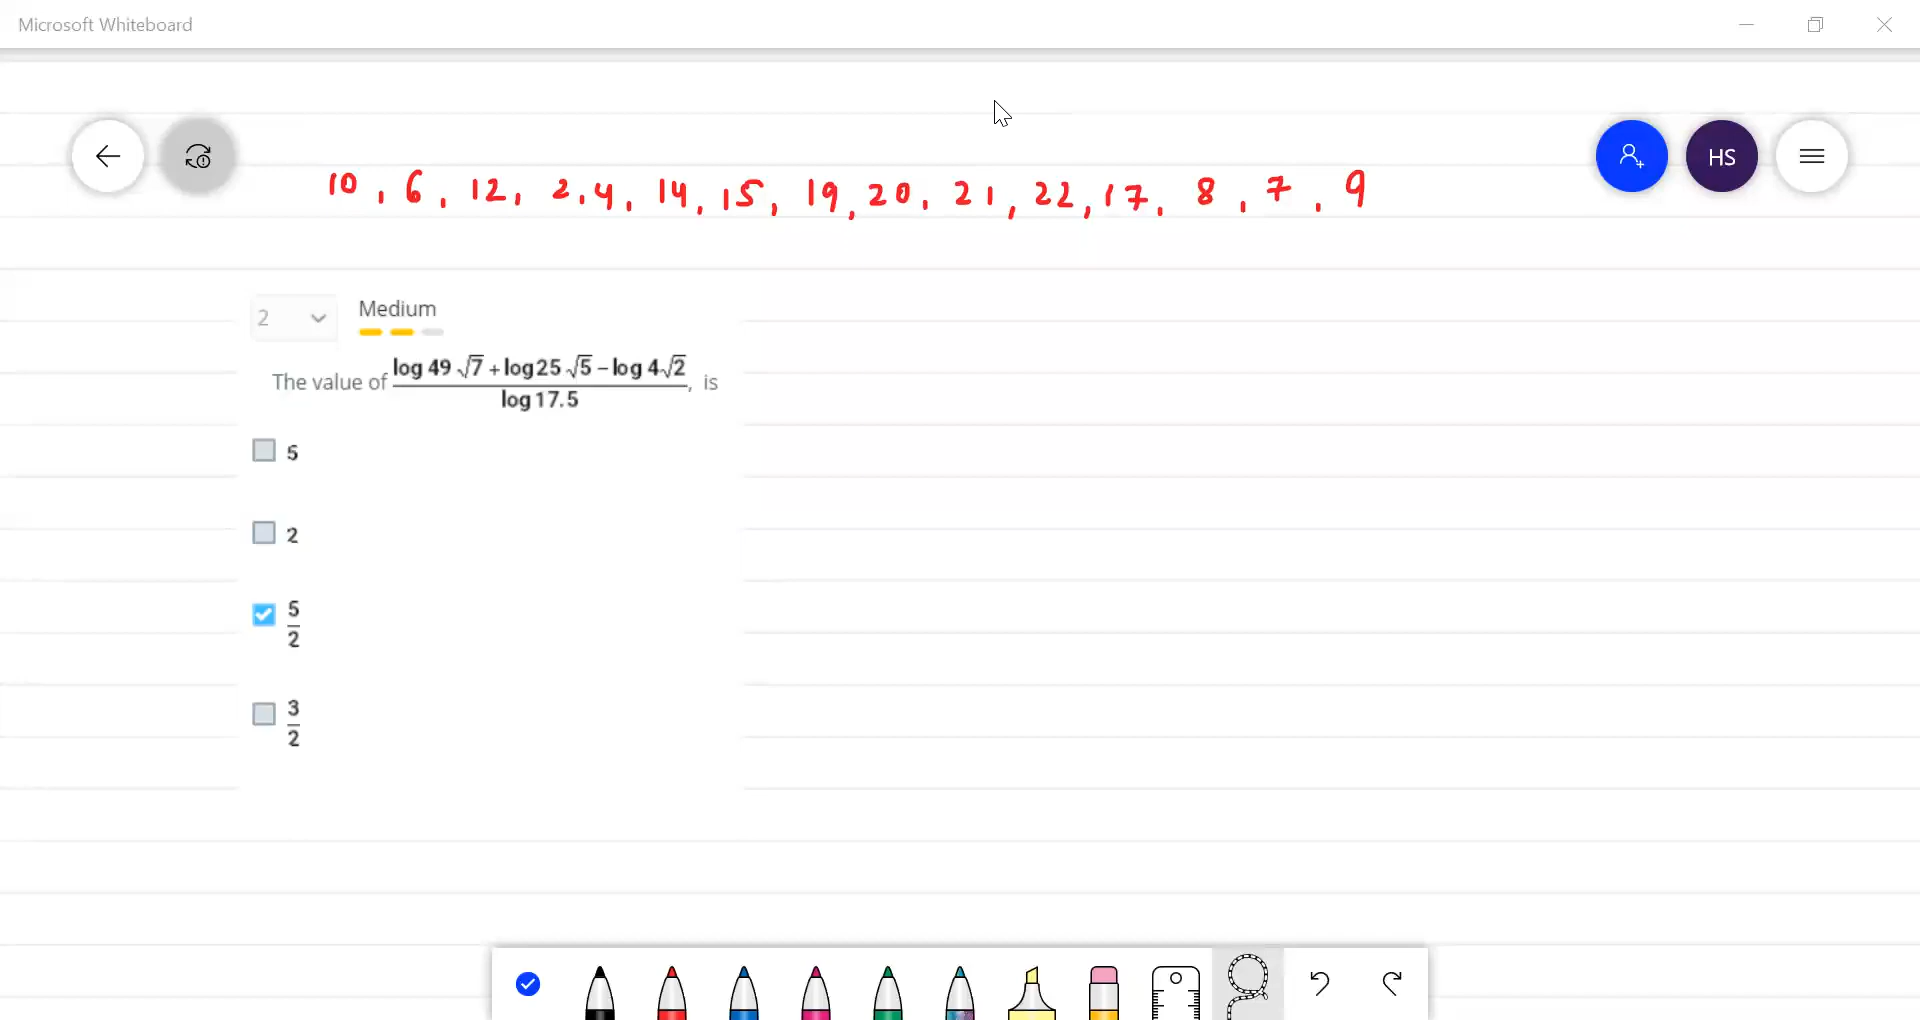 Microsoft Whiteboard
HS
10, 6, 12, 2, 4, 14, 15, 19, 20, 21, 22, 17, 8, 7, 9
2 Medium
The value of \frac{log 49√7 + log 25√5 − log 4√2}{log 17.5}, is
5
2
5/2
3/2